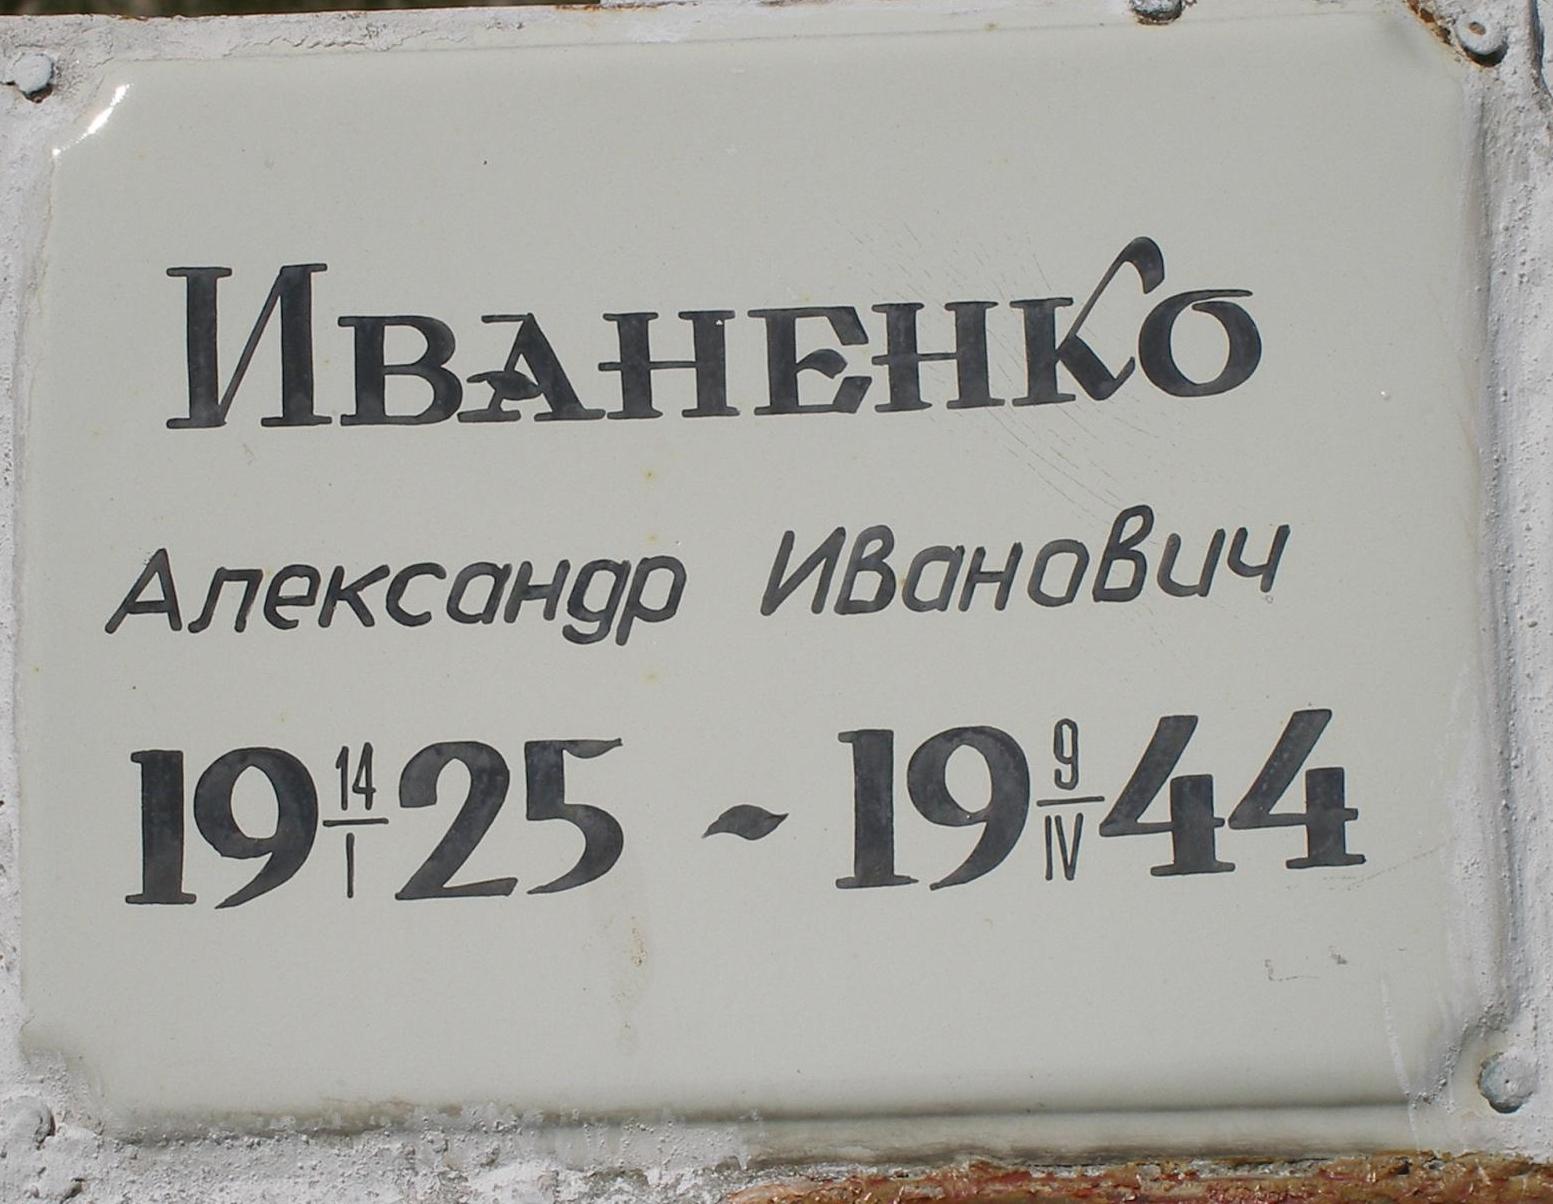 Иваненко
Александр Иванович
19 14/I 25 - 19 9/IV 44